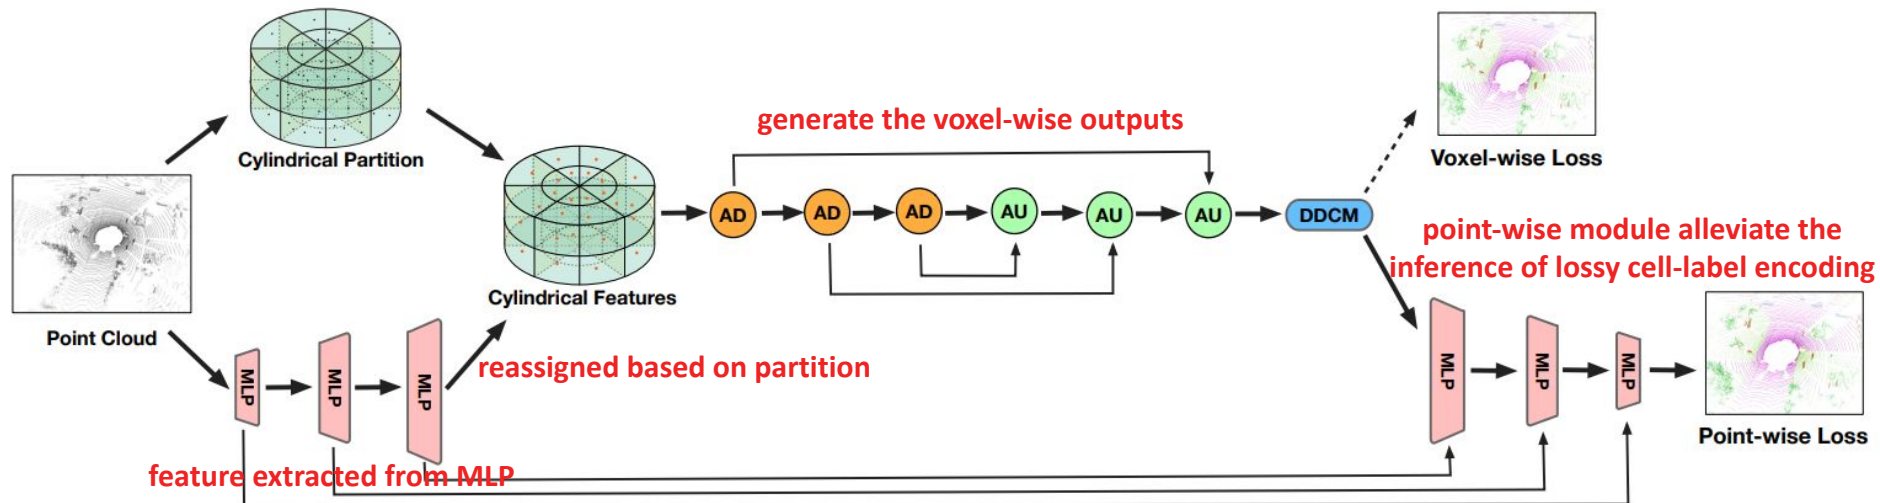 Cylindrical Partition
generate the voxel-wise outputs
Voxel-wise Loss
AD
AD
AD
AU
AU
AU
DDCM
point-wise module alleviate the
inference of lossy cell-label encoding
Cylindrical Features
Point Cloud
reassigned based on partition
MLP
MLP
MLP
MLP
MLP
MLP
Point-wise Loss
feature extracted from MLP